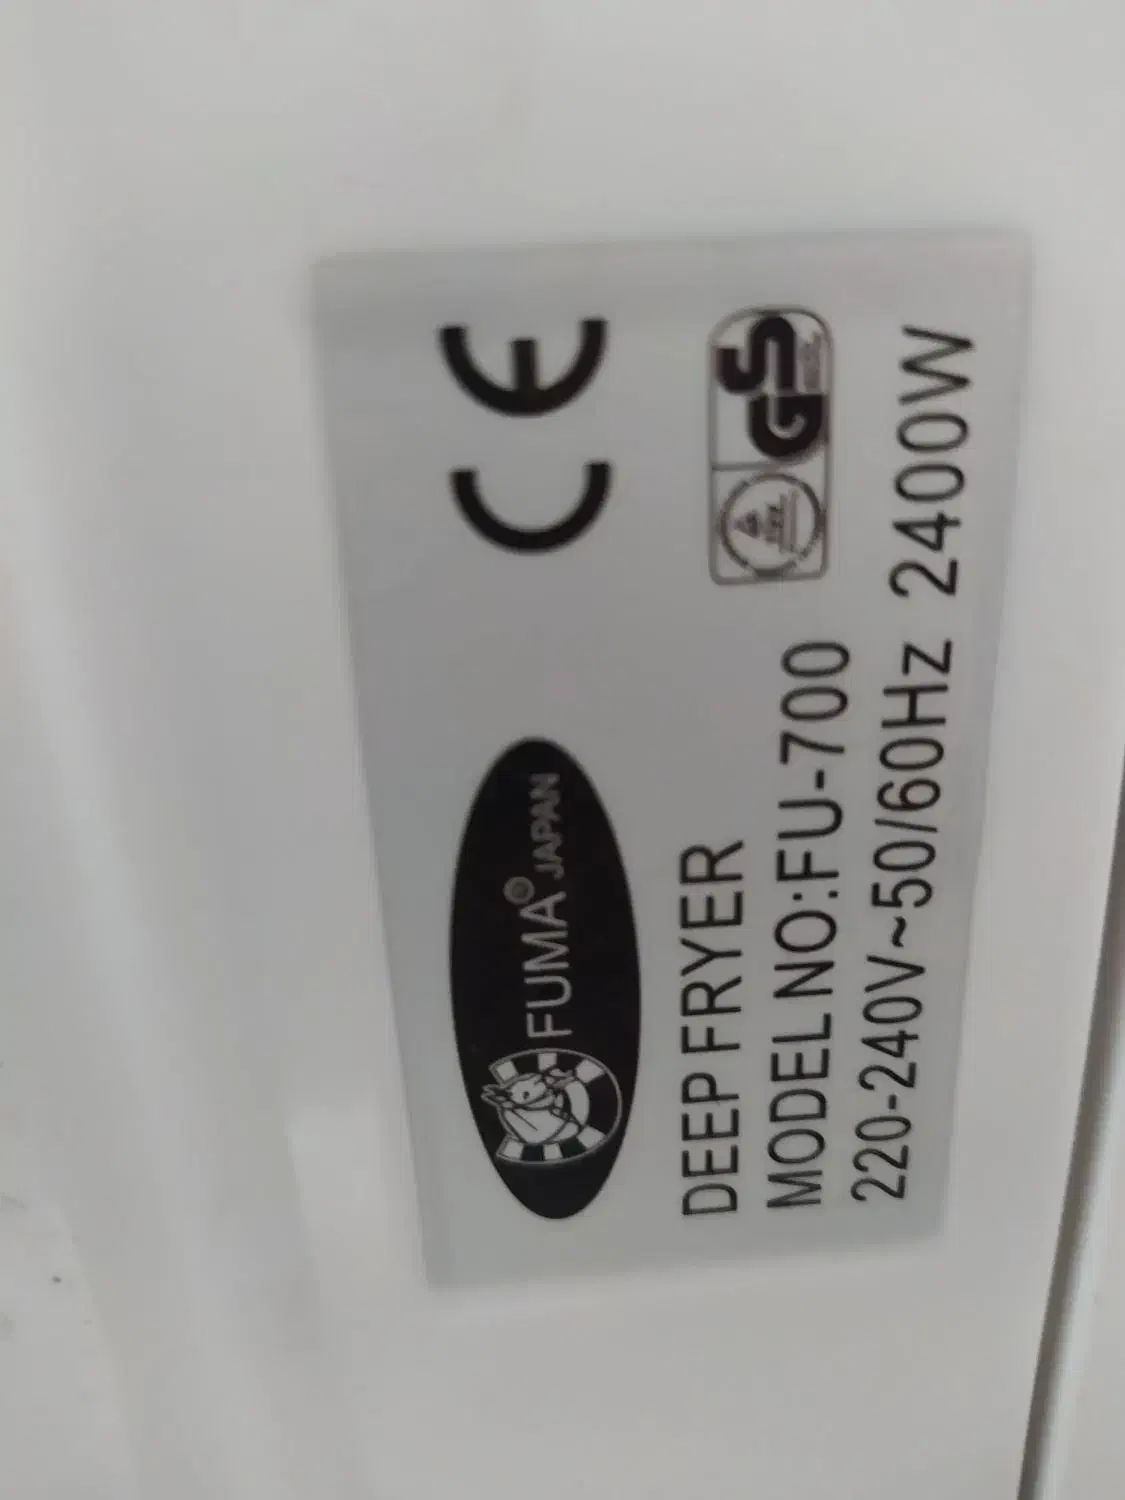 FUMA® JAPAN
CE
DEEP FRYER
GS
MODEL NO:FU-700
220-240V~50/60Hz 2400W